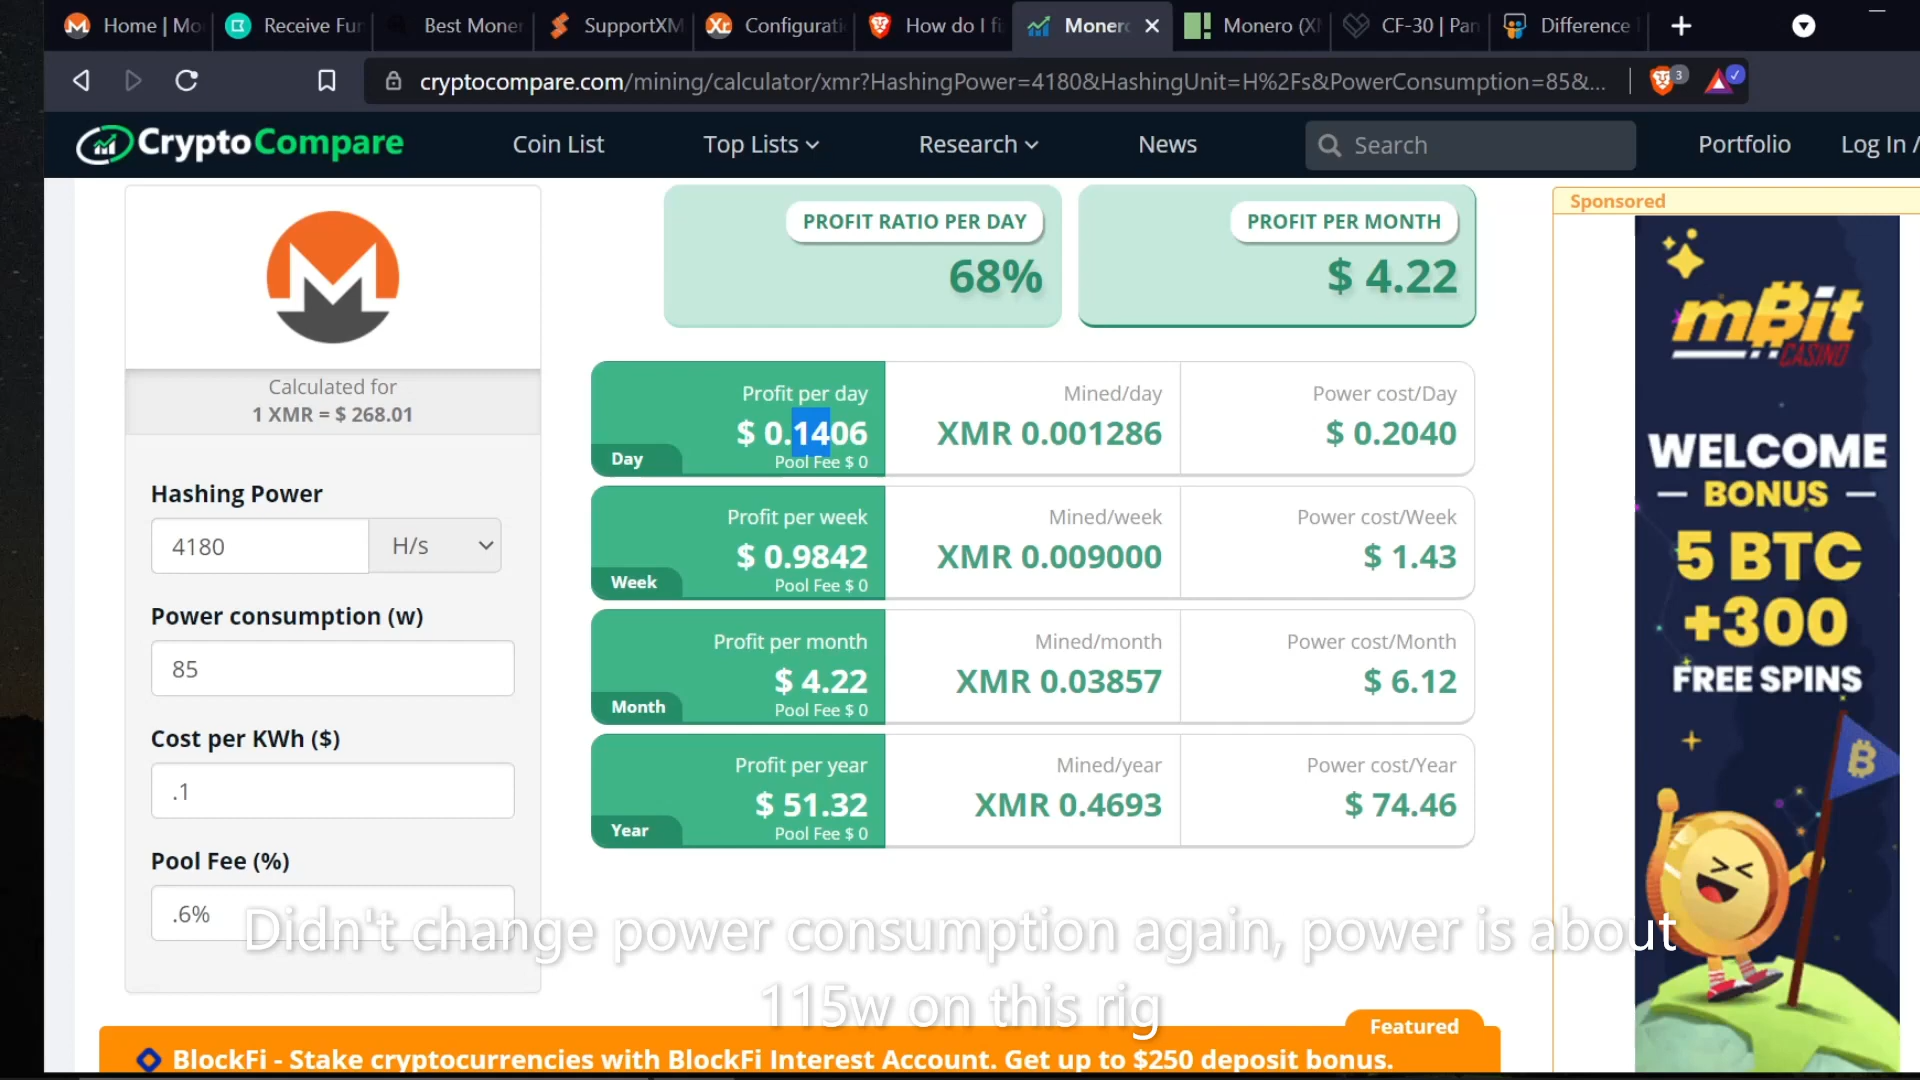 Home | Mo
Receive Fun
Best Moner
SupportXM
Configurati
How do I fi
Monero
Monero (XM
CF-30 | Pan
Difference
cryptocompare.com/mining/calculator/xmr?HashingPower=4180&HashingUnit=H%2Fs&PowerConsumption=85&...
3
CryptoCompare
Coin List
Top Lists
Research
News
Search
Portfolio
Log In /
Calculated for
1 XMR = $ 268.01
Hashing Power
4180
H/s
Power consumption (w)
85
Cost per KWh ($)
.1
Pool Fee (%)
.6%
PROFIT RATIO PER DAY
68%
PROFIT PER MONTH
$ 4.22
Profit per day
$ 0.1406
Pool Fee $ 0
Day
Mined/day
XMR 0.001286
Power cost/Day
$ 0.2040
Profit per week
$ 0.9842
Pool Fee $ 0
Week
Mined/week
XMR 0.009000
Power cost/Week
$ 1.43
Profit per month
$ 4.22
Pool Fee $ 0
Month
Mined/month
XMR 0.03857
Power cost/Month
$ 6.12
Profit per year
$ 51.32
Pool Fee $ 0
Year
Mined/year
XMR 0.4693
Power cost/Year
$ 74.46
Sponsored
mBit
CASINO
WELCOME
BONUS
5 BTC
+300
FREE SPINS
Didn't change power consumption again, power is about
115w on this rig
Featured
BlockFi - Stake cryptocurrencies with BlockFi Interest Account. Get up to $250 deposit bonus.